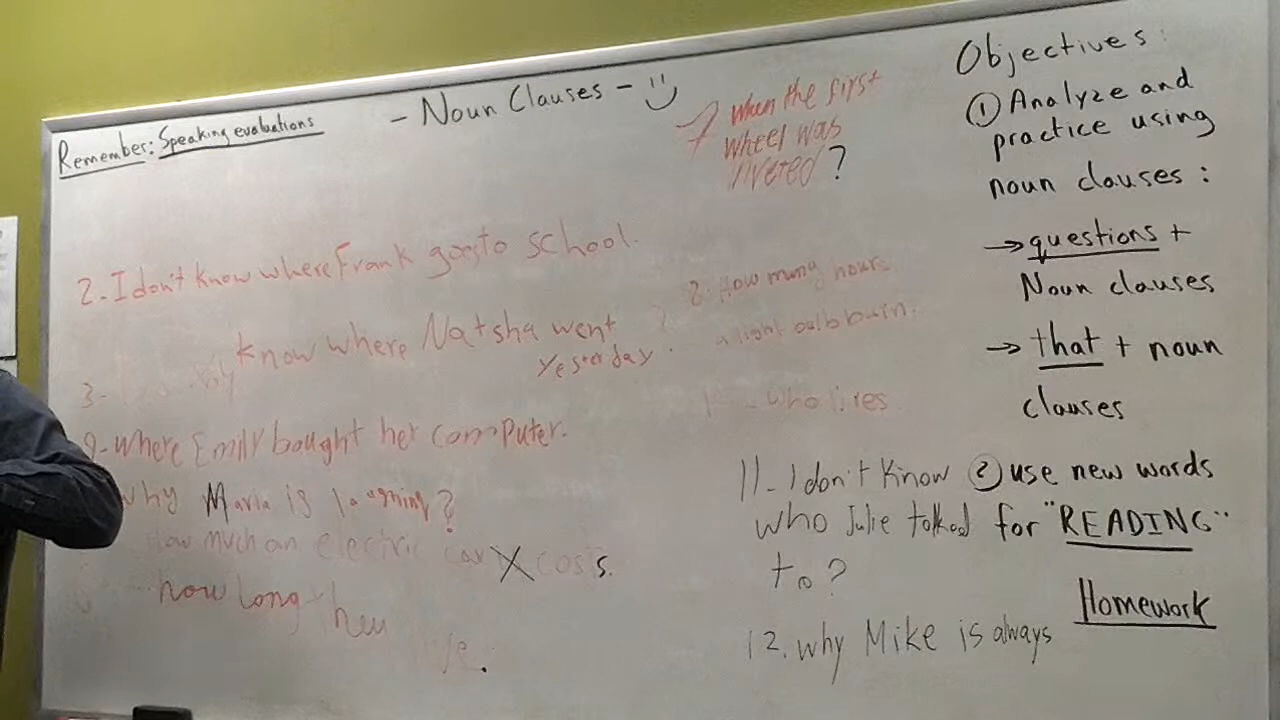 Remember: Speaking evaluations
- Noun Clauses -
7 When the first
wheel was
? 
2. I don't know where Frank goes to school.
know where Natsha went
yesterday.
3-
9- where Emily bought her computer.
why Maria is laughing?
How much an electric car X costs.
how long
8. How many hours
a light bulb burn.
who lives
11- I don't know
who Julie talked
to?
12. why Mike is always
Objectives:
① Analyze and
practice using
noun clauses:
→ questions +
Noun clauses
→ that + noun
clauses
② use new words
for "READING"
Homework